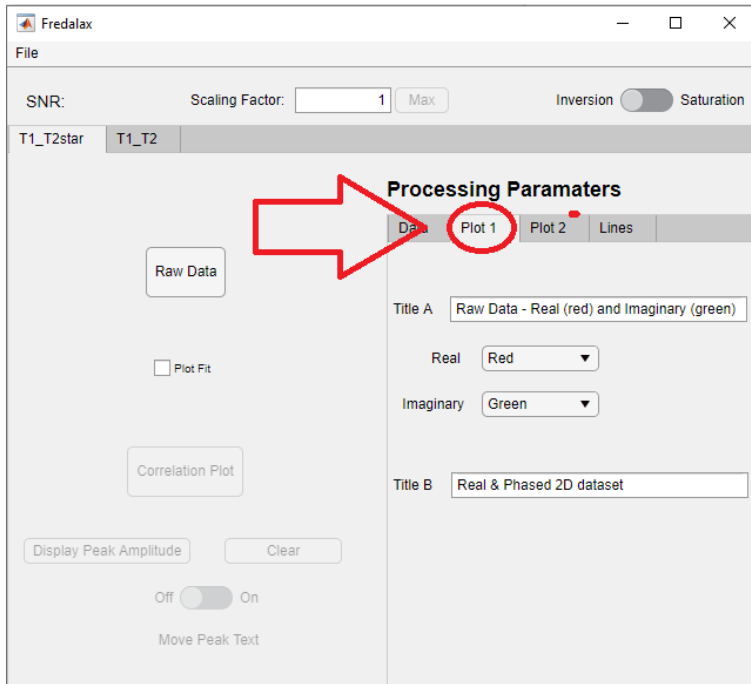 Fredalax
File
SNR: Scaling Factor: 1 Max Inversion Saturation
T1_T2star T1_T2
Processing Paramaters
Data Plot 1 Plot 2 Lines
Raw Data
Title A Raw Data - Real (red) and Imaginary (green)
Plot Fit
Real Red
Imaginary Green
Correlation Plot
Title B Real & Phased 2D dataset
Display Peak Amplitude Clear
Off On
Move Peak Text